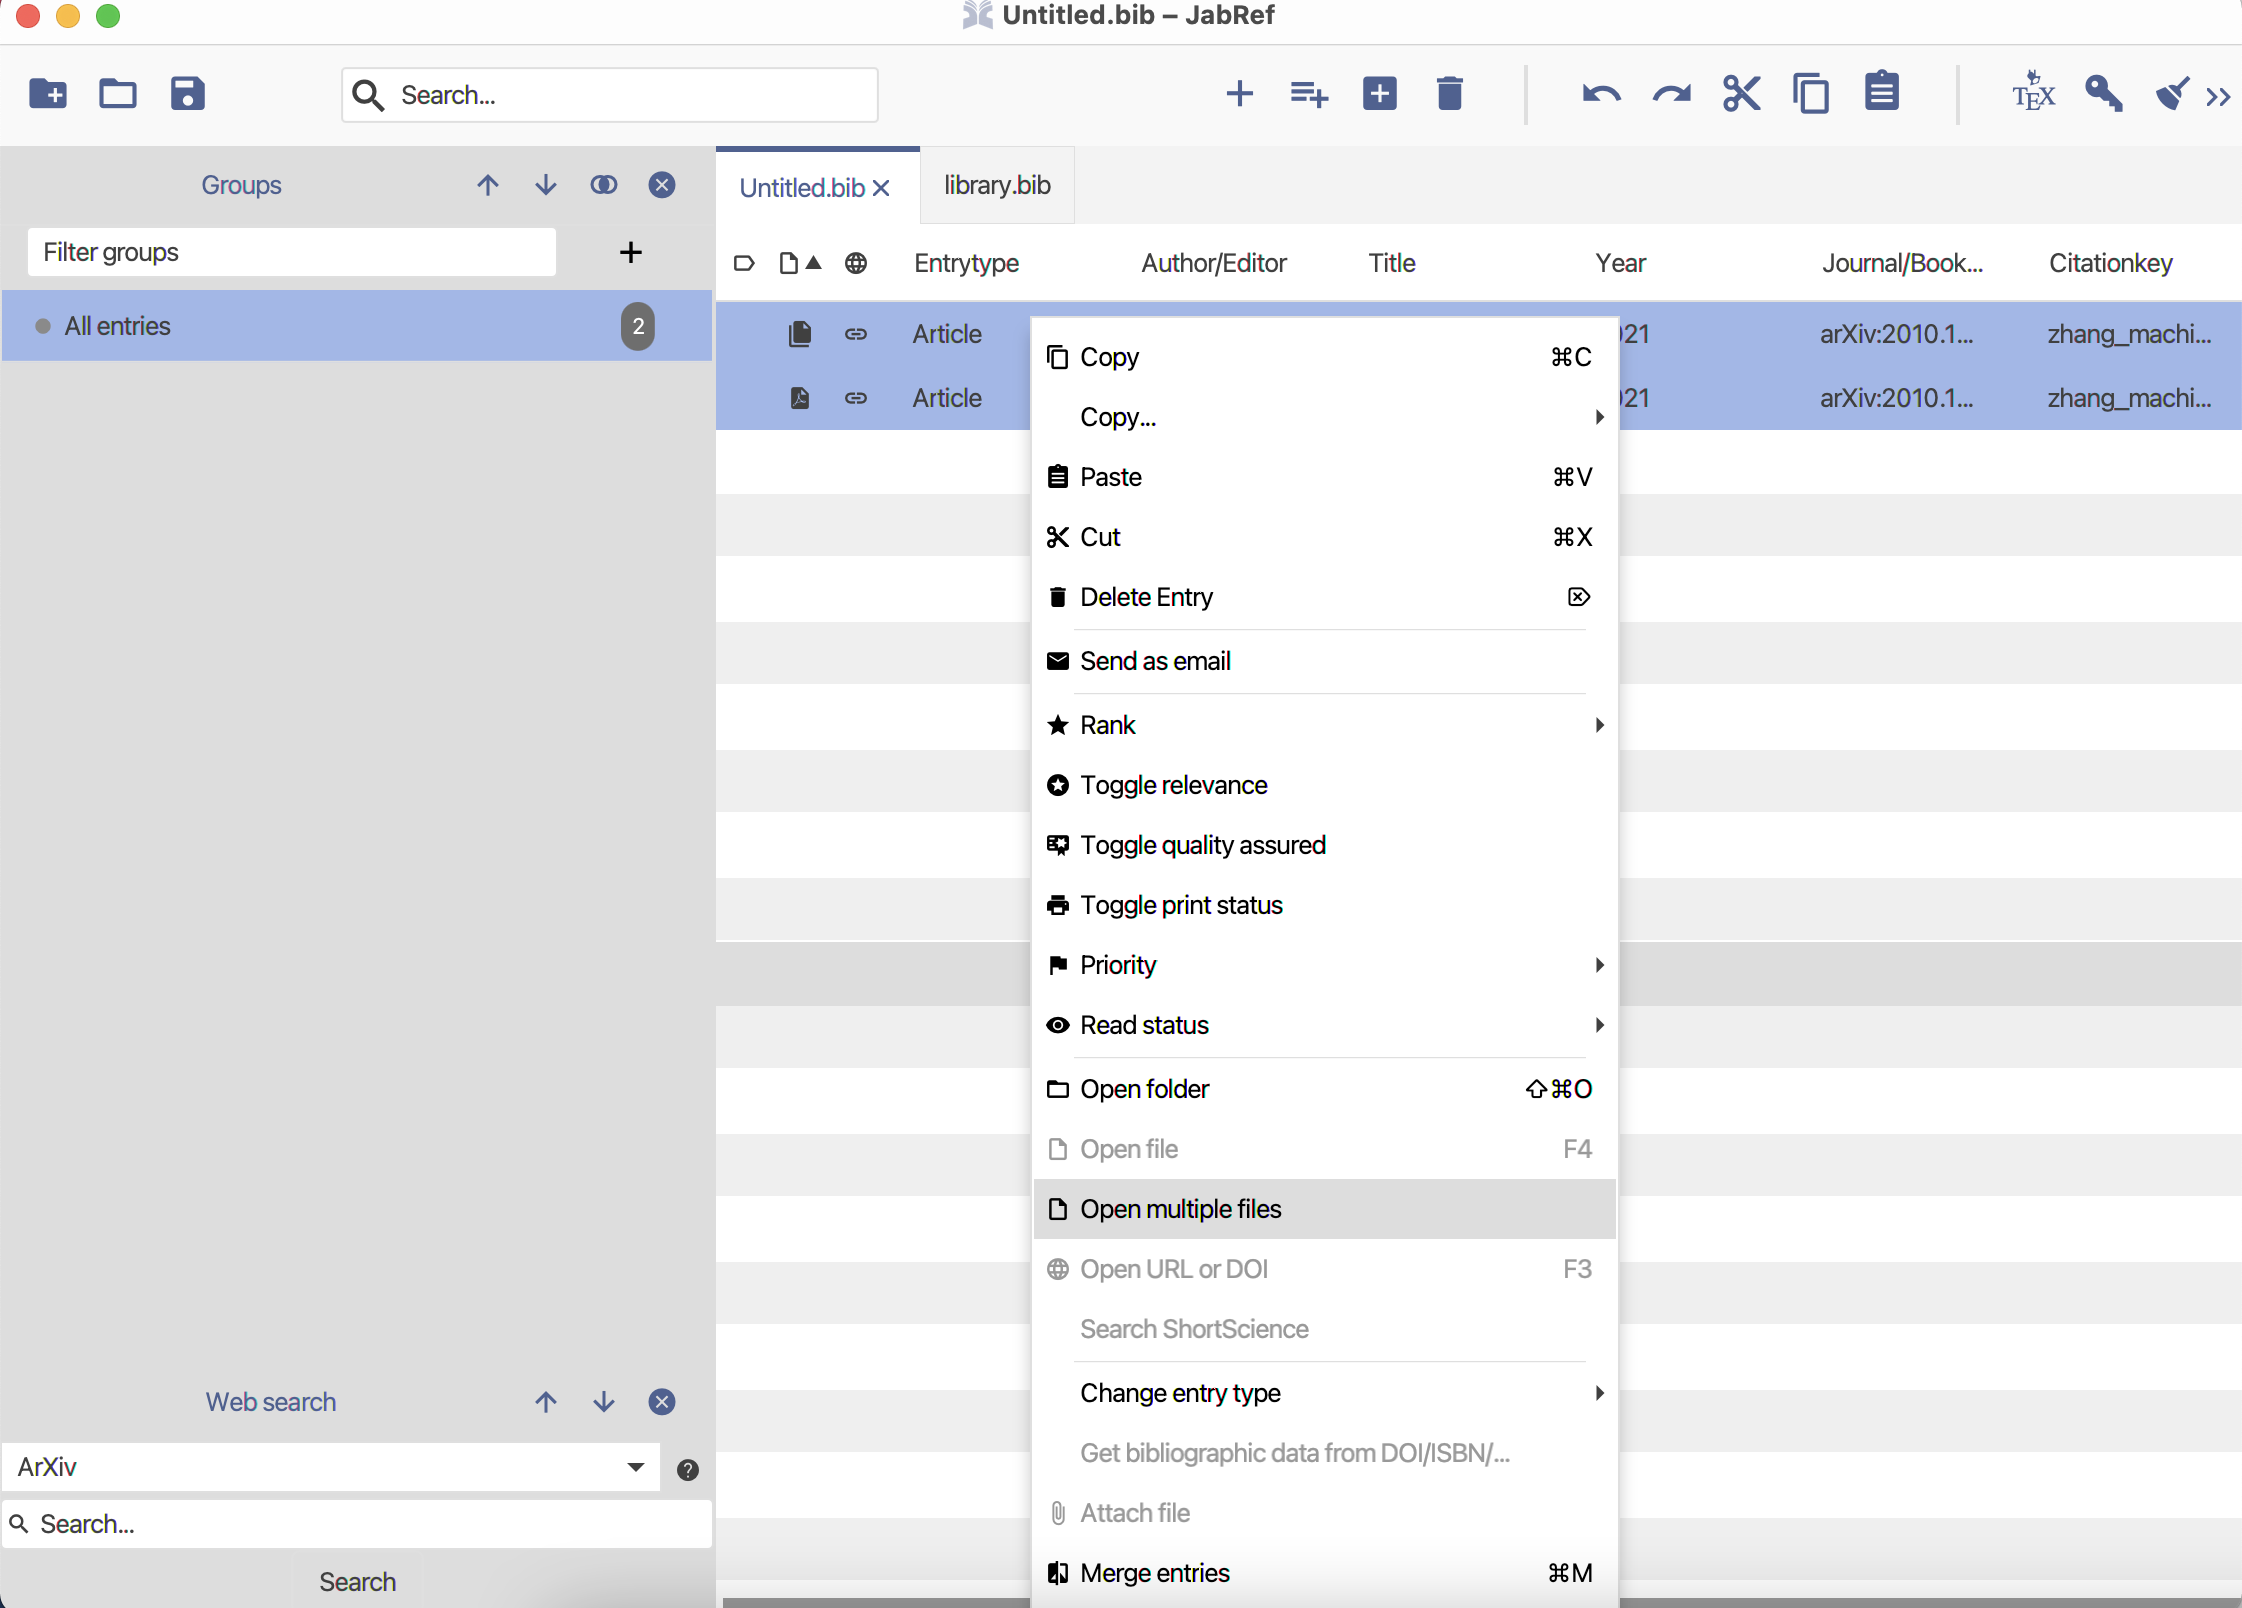 Untitled.bib – JabRef
Search...
TEX
Groups
Untitled.bib
library.bib
Filter groups
Entrytype
Author/Editor
Title
Year
Journal/Book...
Citationkey
All entries
2
Article
21
arXiv:2010.1...
zhang_machi...
Article
21
arXiv:2010.1...
zhang_machi...
Copy ⌘C
Copy...
Paste ⌘V
Cut ⌘X
Delete Entry ⌦
Send as email
Rank
Toggle relevance
Toggle quality assured
Toggle print status
Priority
Read status
Open folder ⇧⌘O
Open file F4
Open multiple files
Open URL or DOI F3
Search ShortScience
Change entry type
Get bibliographic data from DOI/ISBN/...
Attach file
Merge entries ⌘M
Web search
ArXiv
?
Search...
Search